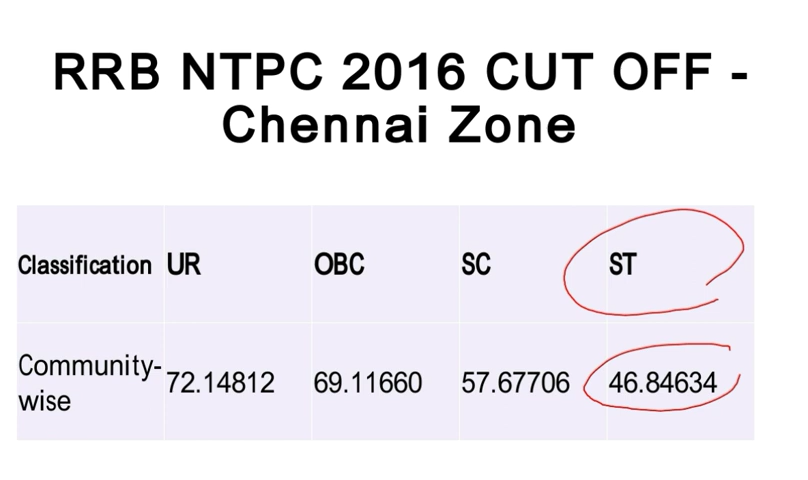 RRB NTPC 2016 CUT OFF -
Chennai Zone
Classification UR OBC SC ST
Community-
wise 72.14812 69.11660 57.67706 46.84634